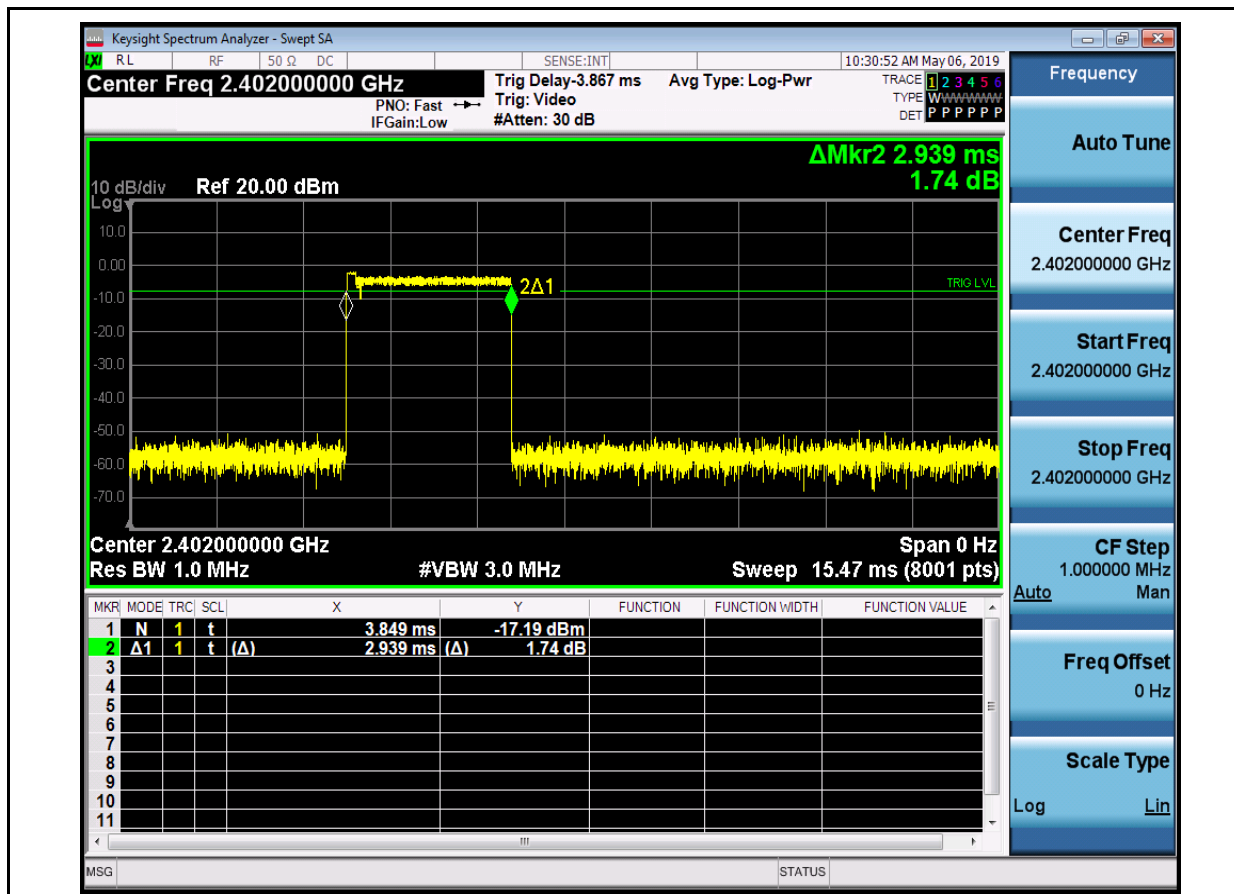 Keysight Spectrum Analyzer - Swept SA
LXI RL RF 50 Ω DC SENSE:INT 10:30:52 AM May 06, 2019
Center Freq 2.402000000 GHz
PNO: Fast
IFGain:Low
Trig Delay-3.867 ms
Trig: Video
#Atten: 30 dB
Avg Type: Log-Pwr
TRACE 1 2 3 4 5 6
TYPE WWWWWW
DET P P P P P P
ΔMkr2 2.939 ms
1.74 dB
10 dB/div Ref 20.00 dBm
Log
10.0
0.00
-10.0
-20.0
-30.0
-40.0
-50.0
-60.0
-70.0
1
2Δ1
TRIG LVL
Center 2.402000000 GHz Span 0 Hz
Res BW 1.0 MHz #VBW 3.0 MHz Sweep 15.47 ms (8001 pts)
MKR MODE TRC SCL X Y FUNCTION FUNCTION WIDTH FUNCTION VALUE
1 N 1 t 3.849 ms -17.19 dBm
2 Δ1 1 t (Δ) 2.939 ms (Δ) 1.74 dB
3
4
5
6
7
8
9
10
11
MSG STATUS
Frequency
Auto Tune
Center Freq
2.402000000 GHz
Start Freq
2.402000000 GHz
Stop Freq
2.402000000 GHz
CF Step
1.000000 MHz
Auto Man
Freq Offset
0 Hz
Scale Type
Log Lin